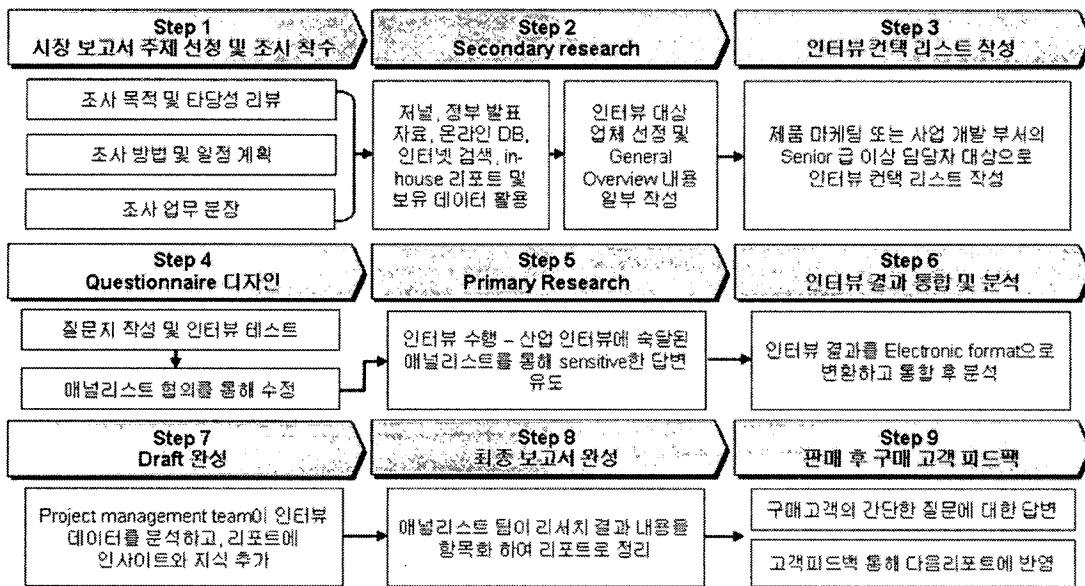 Step 1
시장 보고서 주제 선정 및 조사 착수
Step 2
Secondary research
Step 3
인터뷰 컨택 리스트 작성
조사 목적 및 타당성 리뷰
조사 방법 및 일정 계획
조사 업무 분장
저널, 정부 발표
자료, 온라인 DB,
인터넷 검색, in-
house 리포트 및
보유 데이터 활용
인터뷰 대상
업체 선정 및
General
Overview 내용
일부 작성
제품 마케팅 또는 사업 개발 부서의
Senior 급 이상 담당자 대상으로
인터뷰 컨택 리스트 작성
Step 4
Questionnaire 디자인
Step 5
Primary Research
Step 6
인터뷰 결과 통합 및 분석
질문지 작성 및 인터뷰 테스트
애널리스트 협의를 통해 수정
인터뷰 수행 – 산업 인터뷰에 숙달된
애널리스트를 통해 sensitive한 답변
유도
인터뷰 결과를 Electronic format으로
변환하고 통합 후 분석
Step 7
Draft 완성
Step 8
최종 보고서 완성
Step 9
판매 후 구매 고객 피드백
Project management team이 인터뷰
데이터를 분석하고, 리포트에
인사이트와 지식 추가
애널리스트 팀이 리서치 결과 내용들
항목화 하여 리포트로 정리
구매고객의 간단한 질문에 대한 답변
고객피드백 통해 다음리포트에 반영